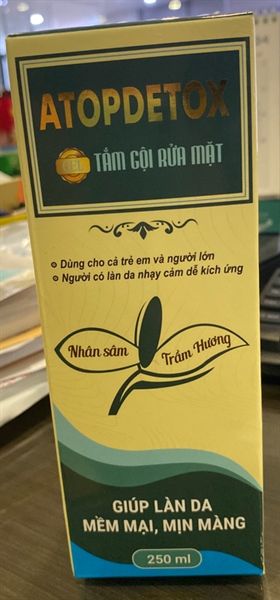 ATOPDETOX
GEL TẮM GỘI RỬA MẶT
Dùng cho cả trẻ em và người lớn
Người có làn da nhạy cảm dễ kích ứng
Nhân sâm Trầm Hương
GIÚP LÀN DA
MỀM MẠI, MỊN MÀNG
250 ml